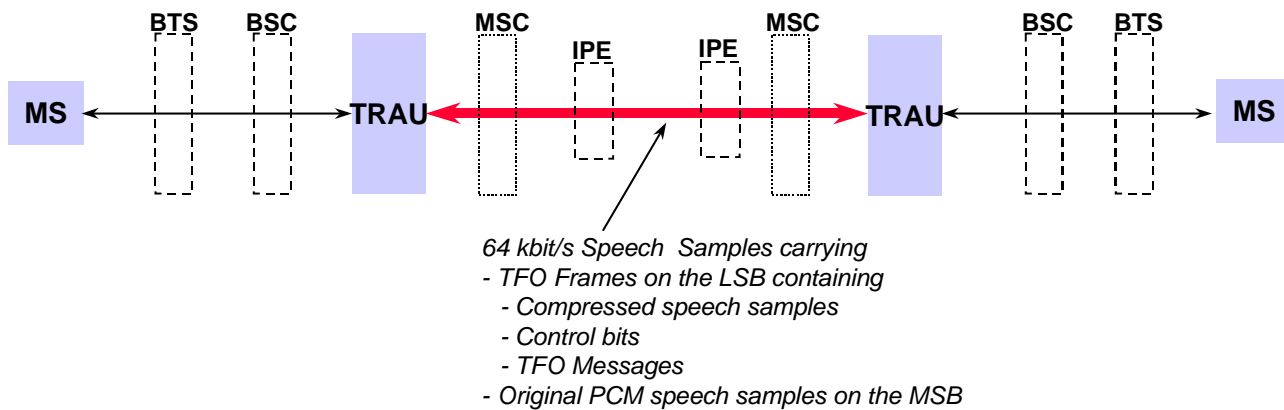 BTS BSC MSC IPE IPE MSC BSC BTS
MS TRAU TRAU MS
64 kbit/s Speech Samples carrying
- TFO Frames on the LSB containing
- Compressed speech samples
- Control bits
- TFO Messages
- Original PCM speech samples on the MSB